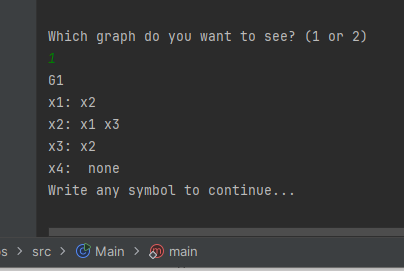 Which graph do you want to see? (1 or 2)
1
G1
x1: x2
x2: x1 x3
x3: x2
x4:  none
Write any symbol to continue...
s > src > Main > main